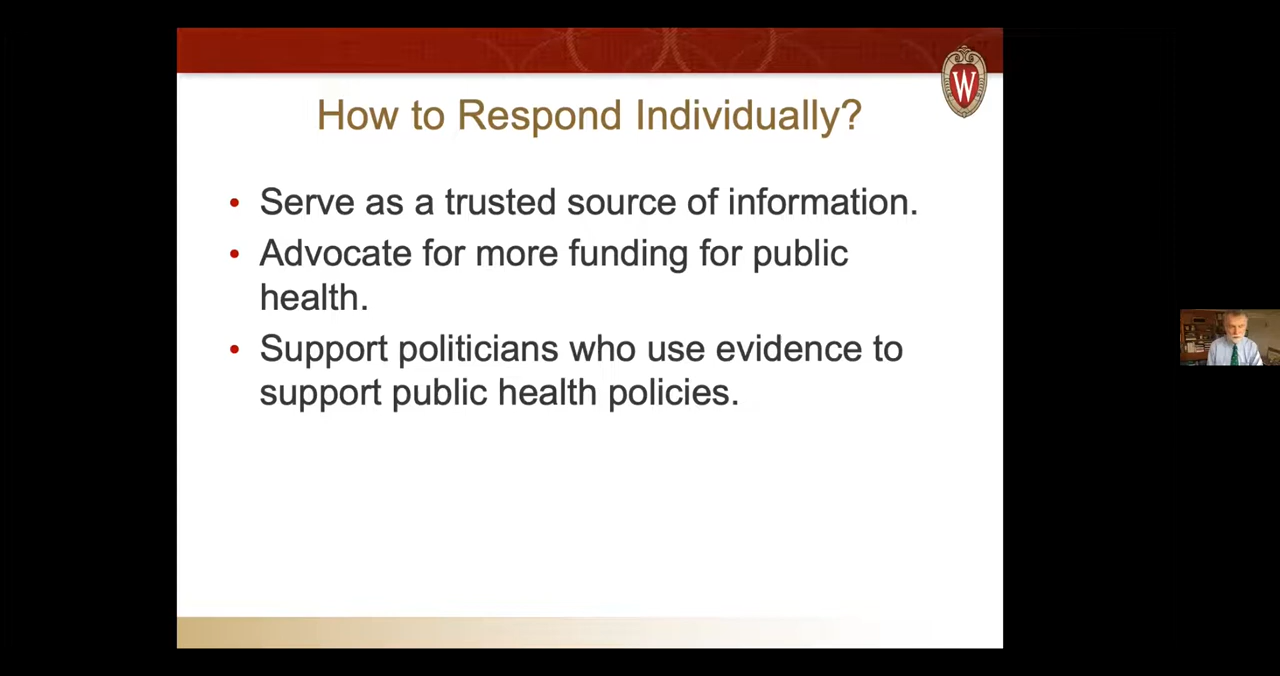 W
How to Respond Individually?
• Serve as a trusted source of information.
• Advocate for more funding for public
health.
• Support politicians who use evidence to
support public health policies.